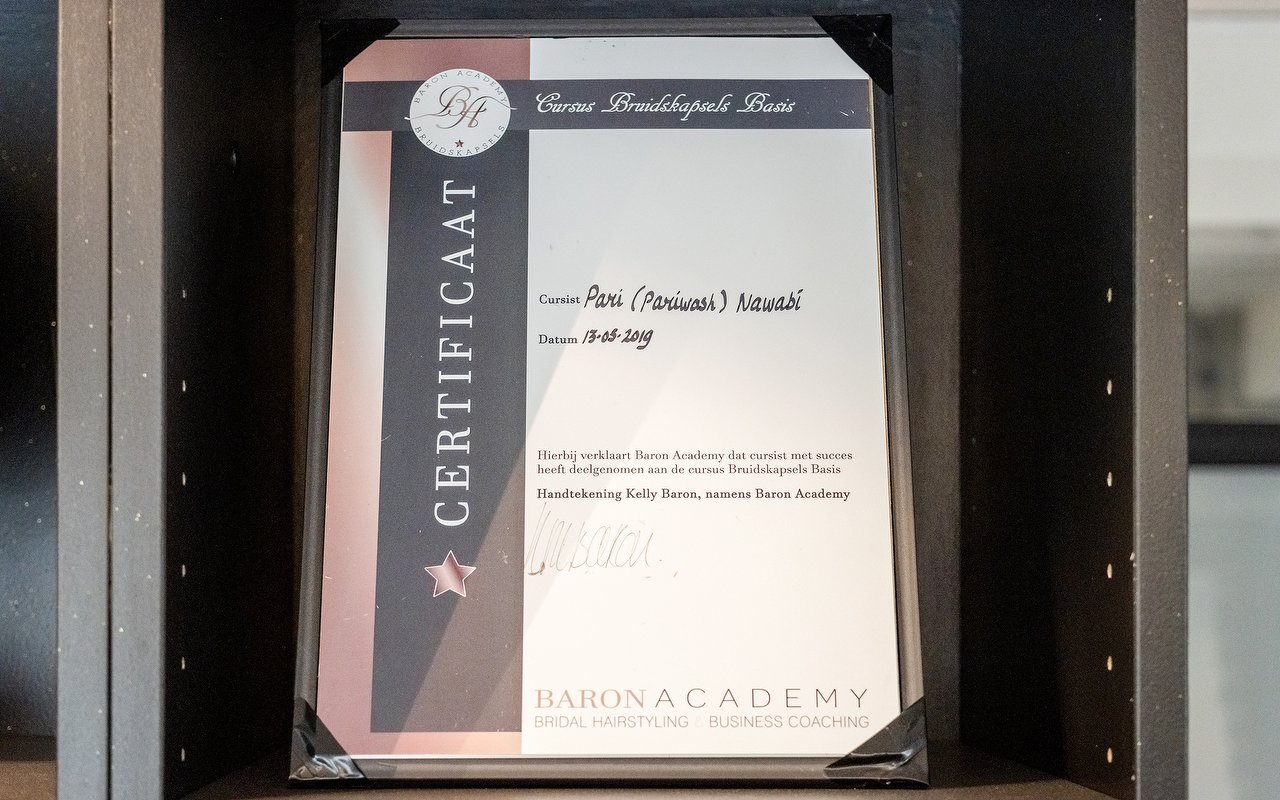 BARON ACADEMY
BA
BRUIDSKAPSELS
Cursus Bruidskapsels Basis
CERTIFICAAT
Cursist Pari (Pariwash) Nawabi
Datum 13-05-2019
Hierbij verklaart Baron Academy dat cursist met succes
heeft deelgenomen aan de cursus Bruidskapsels Basis
Handtekening Kelly Baron, namens Baron Academy
BARON ACADEMY
BRIDAL HAIRSTYLING & BUSINESS COACHING